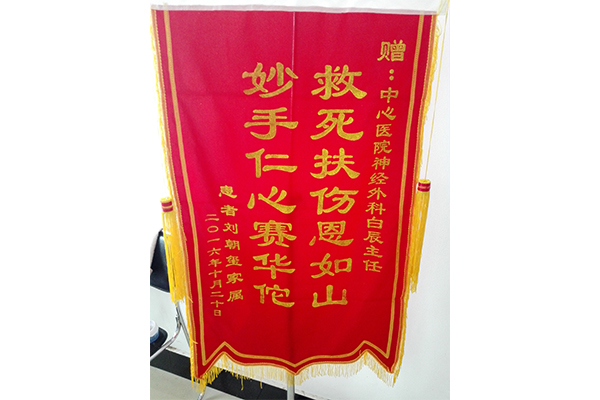 赠：中心医院神经外科白辰主任
救死扶伤恩如山
妙手仁心赛华佗
患者刘朝玺家属
二〇一六年十月二十日